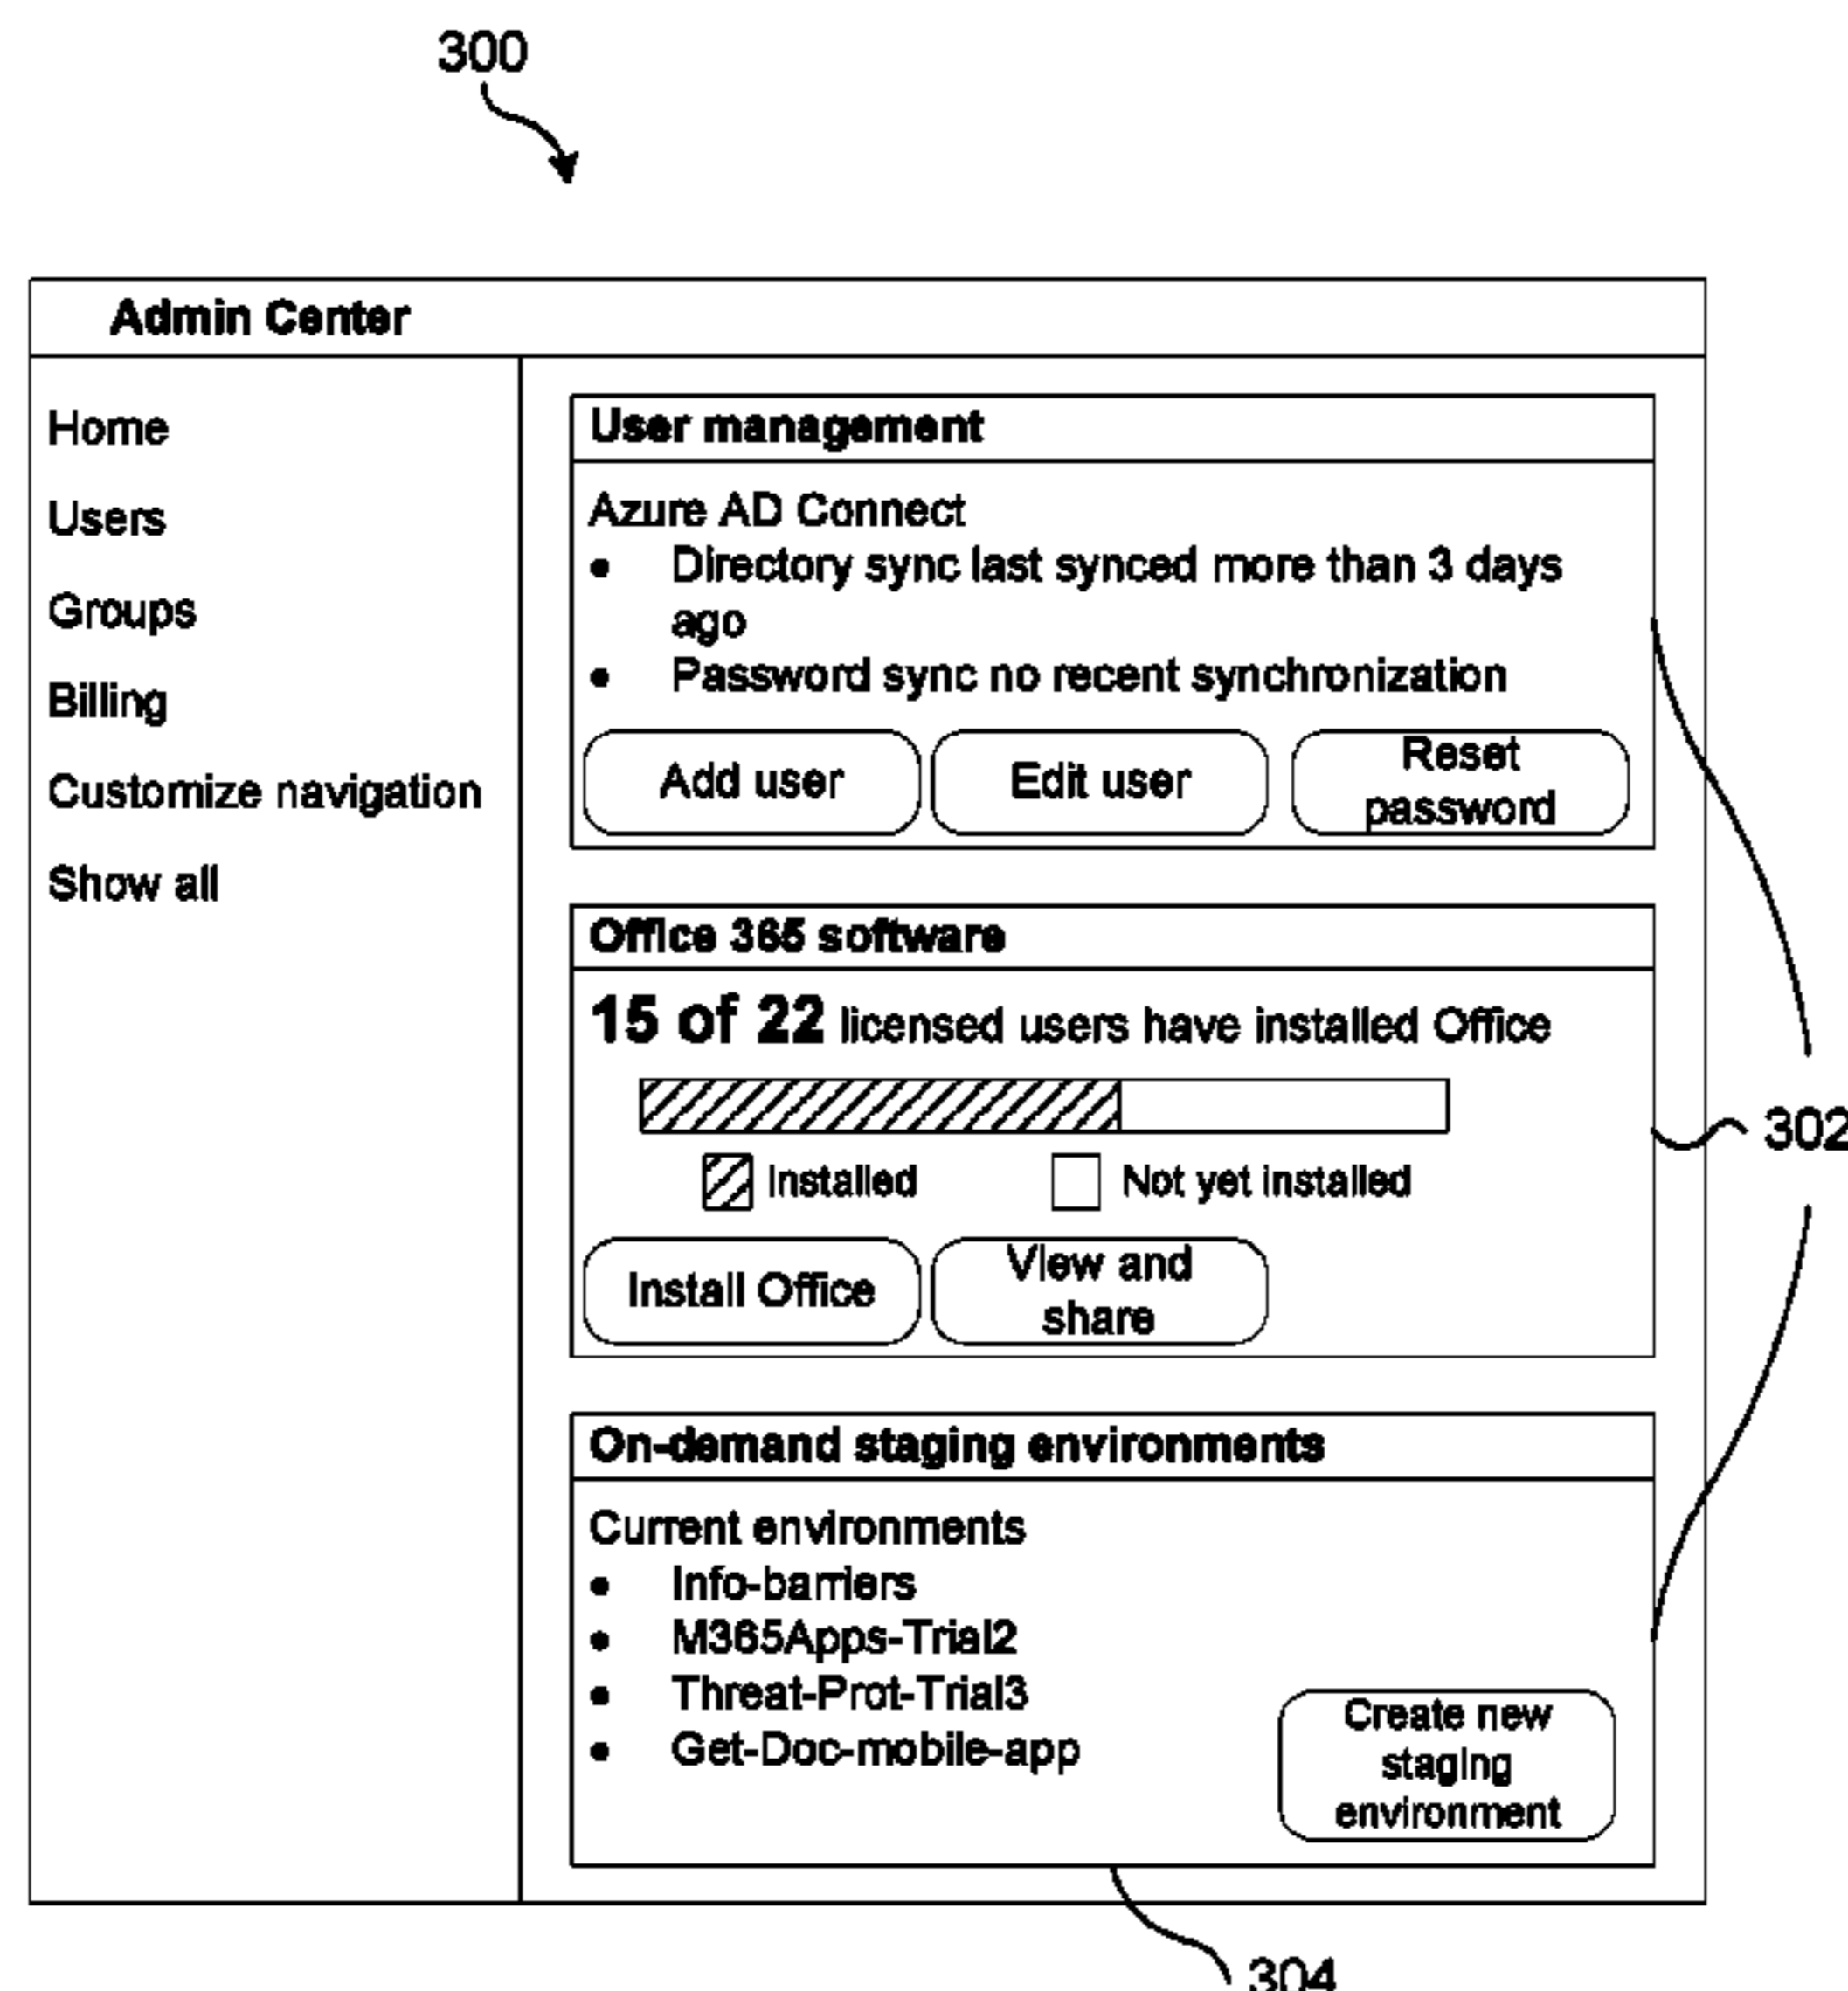 300
Admin Center
Home
Users
Groups
Billing
Customize navigation
Show all
User management
Azure AD Connect
• Directory sync last synced more than 3 days
ago
• Password sync no recent synchronization
Add user
Edit user
Reset
password
Office 365 software
15 of 22 licensed users have installed Office
Installed
Not yet installed
Install Office
View and
share
302
On-demand staging environments
Current environments
• Info-barriers
• M365Apps-Trial2
• Threat-Prot-Trial3
• Get-Doc-mobile-app
Create new
staging
environment
304